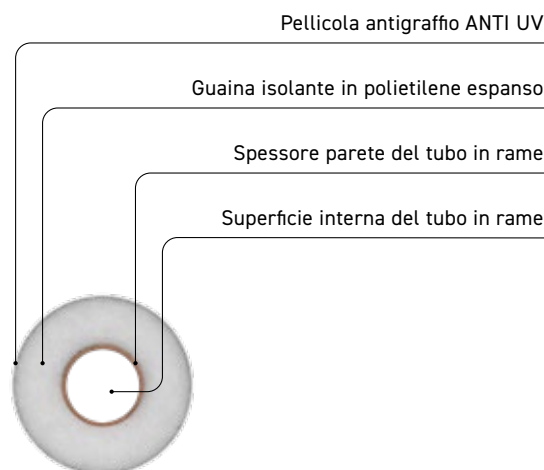 Pellicola antigraffio ANTI UV
Guaina isolante in polietilene espanso
Spessore parete del tubo in rame
Superficie interna del tubo in rame